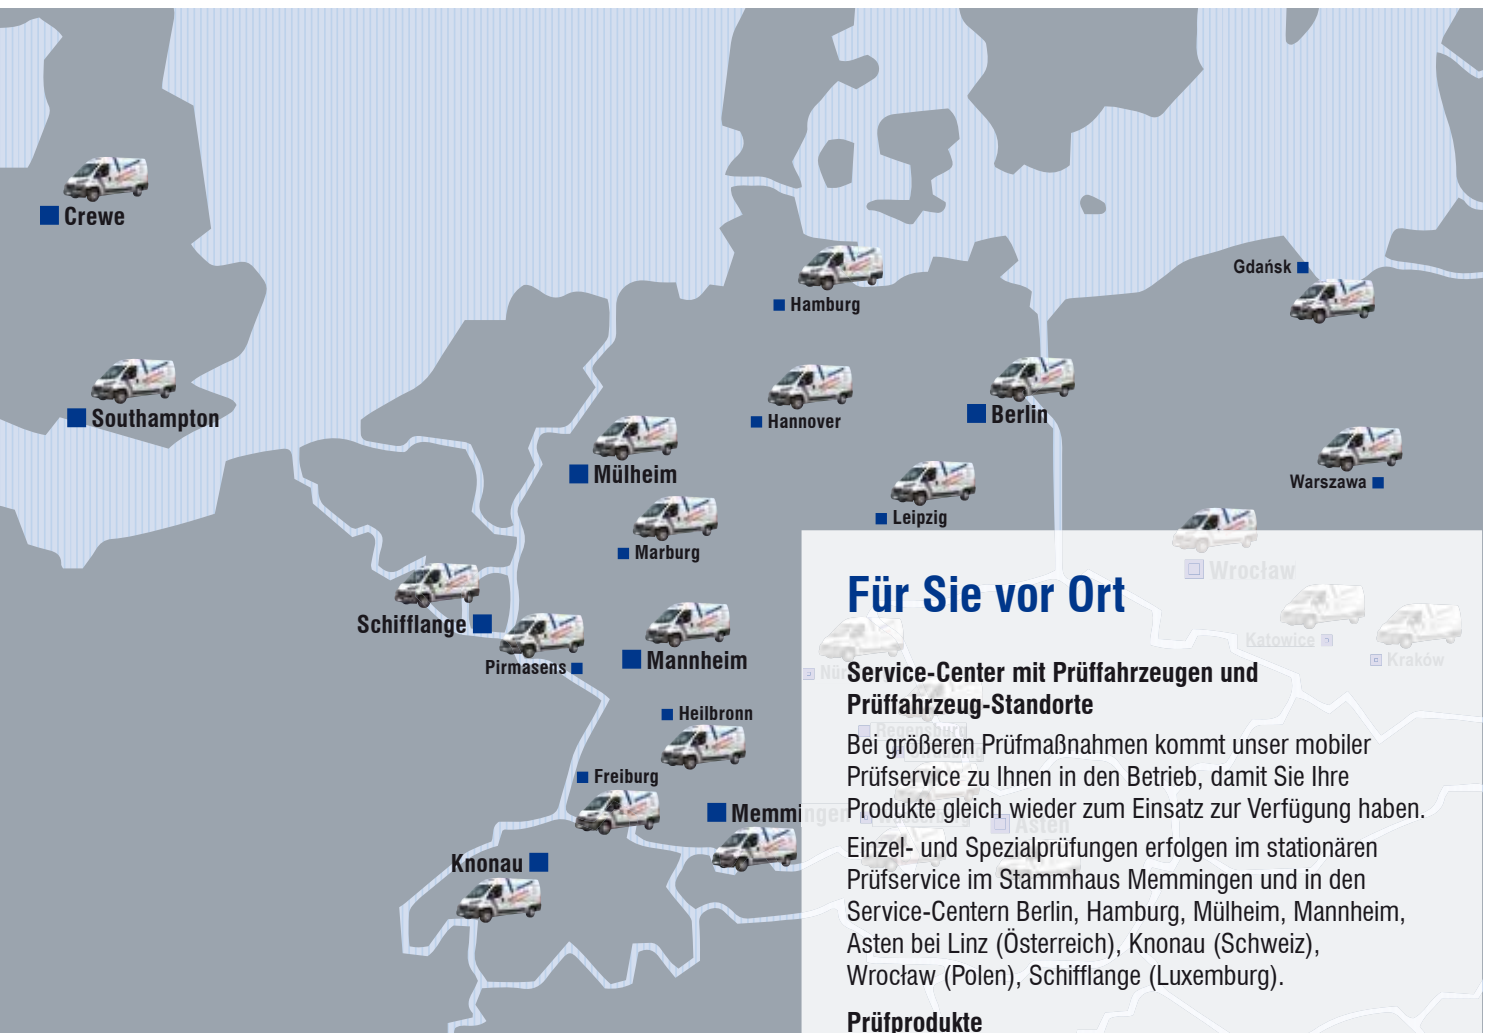 Crewe
Gdańsk
Hamburg
Southampton
Hannover
Berlin
Mülheim
Warszawa
Leipzig
Marburg
Wrocław
Schifflange
Katowice
Kraków
Pirmasens
Mannheim
Heilbronn
Regensburg
Freiburg
Memmingen
Asten
Knonau
Für Sie vor Ort
Service-Center mit Prüffahrzeugen und
Prüffahrzeug-Standorte
Bei größeren Prüfmaßnahmen kommt unser mobiler
Prüfservice zu Ihnen in den Betrieb, damit Sie Ihre
Produkte gleich wieder zum Einsatz zur Verfügung haben.
Einzel- und Spezialprüfungen erfolgen im stationären
Prüfservice im Stammhaus Memmingen und in den
Service-Centern Berlin, Hamburg, Mülheim, Mannheim,
Asten bei Linz (Österreich), Knonau (Schweiz),
Wrocław (Polen), Schifflange (Luxemburg).
Prüfprodukte